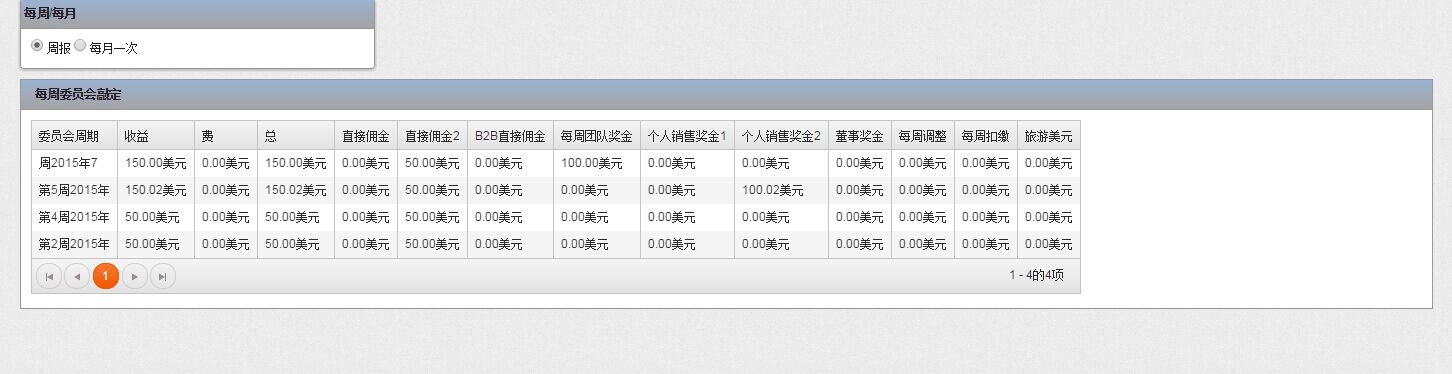 每周/每月
周报 每月一次
每周委员会敲定
委员会周期 收益 费 总 直接佣金 直接佣金2 B2B直接佣金 每周团队奖金 个人销售奖金1 个人销售奖金2 董事奖金 每周调整 每周扣缴 旅游美元
周2015年7 150.00美元 0.00美元 150.00美元 0.00美元 50.00美元 0.00美元 100.00美元 0.00美元 0.00美元 0.00美元 0.00美元 0.00美元 0.00美元
第5周2015年 150.02美元 0.00美元 150.02美元 0.00美元 50.00美元 0.00美元 0.00美元 0.00美元 100.02美元 0.00美元 0.00美元 0.00美元 0.00美元
第4周2015年 50.00美元 0.00美元 50.00美元 0.00美元 50.00美元 0.00美元 0.00美元 0.00美元 0.00美元 0.00美元 0.00美元 0.00美元 0.00美元
第2周2015年 50.00美元 0.00美元 50.00美元 0.00美元 50.00美元 0.00美元 0.00美元 0.00美元 0.00美元 0.00美元 0.00美元 0.00美元 0.00美元
1 1 - 4的4项